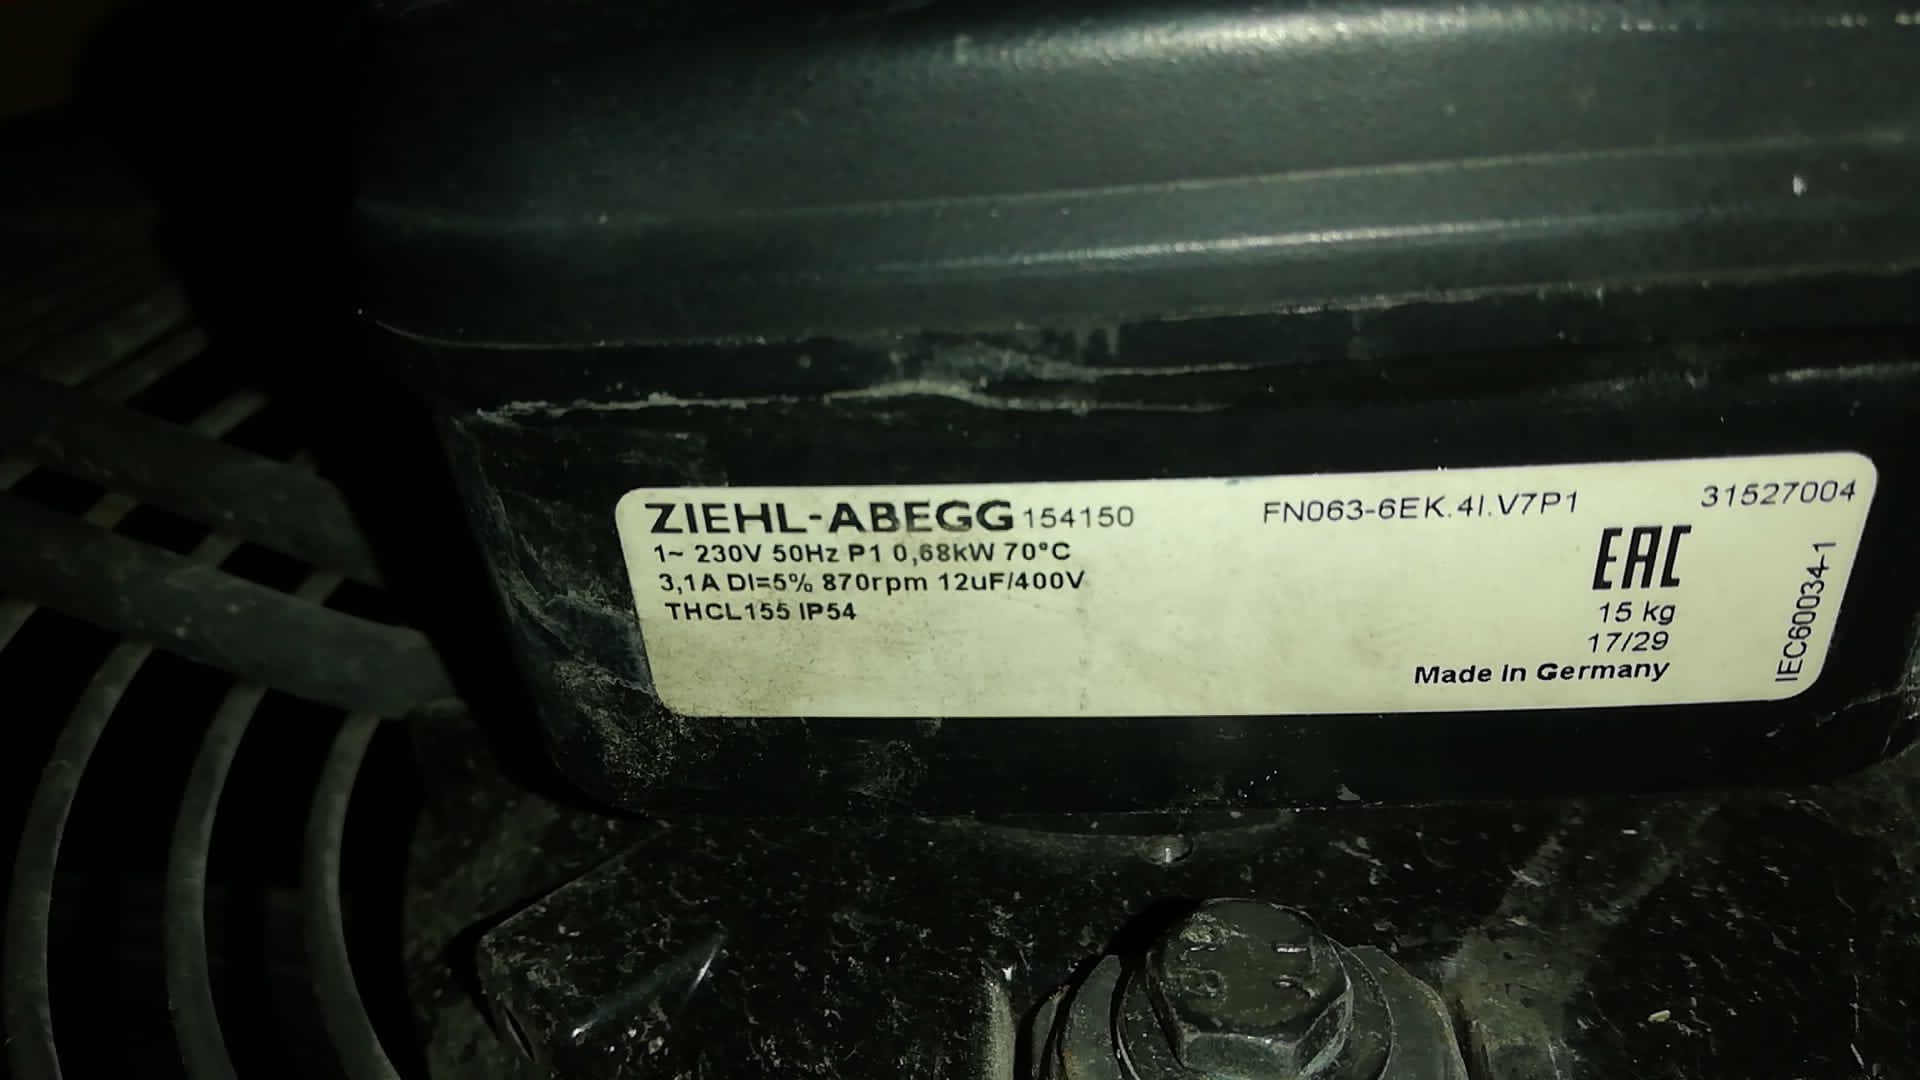 ZIEHL-ABEGG 154150 FN063-6EK.4I.V7P1 31527004
1~ 230V 50Hz P1 0,68kW 70°C
3,1A DI=5% 870rpm 12uF/400V
THCL155 IP54
EAC
15 kg
17/29
Made in Germany
IEC60034-1